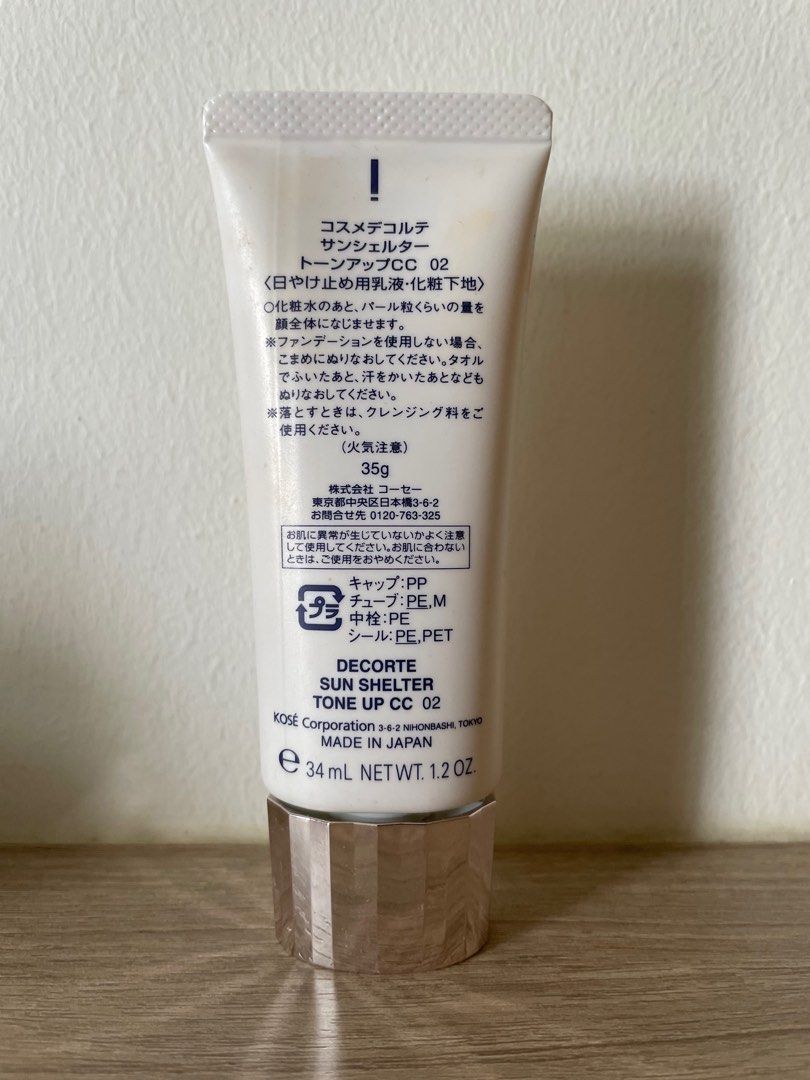 コスメデコルテ
サンシェルター
トーンアップCC 02
〈日やけ止め用乳液・化粧下地〉
○化粧水のあと、パール粒くらいの量を
顔全体になじませます。
※ファンデーションを使用しない場合、
こまめにぬりなおしてください。タオル
でふいたあと、汗をかいたあとなども
ぬりなおしてください。
※落とすときは、クレンジング料をご
使用ください。
(火気注意)
35g
株式会社 コーセー
東京都中央区日本橋3-6-2
お問合せ先 0120-763-325
お肌に異常が生じていないかよく注意
して使用してください。お肌に合わない
ときは、ご使用をおやめください。
プラ
キャップ:PP
チューブ:PE,M
中栓:PE
シール:PE,PET
DECORTE
SUN SHELTER
TONE UP CC 02
KOSÉ Corporation 3-6-2 NIHONBASHI, TOKYO
MADE IN JAPAN
℮ 34 mL NET WT. 1.2 OZ.